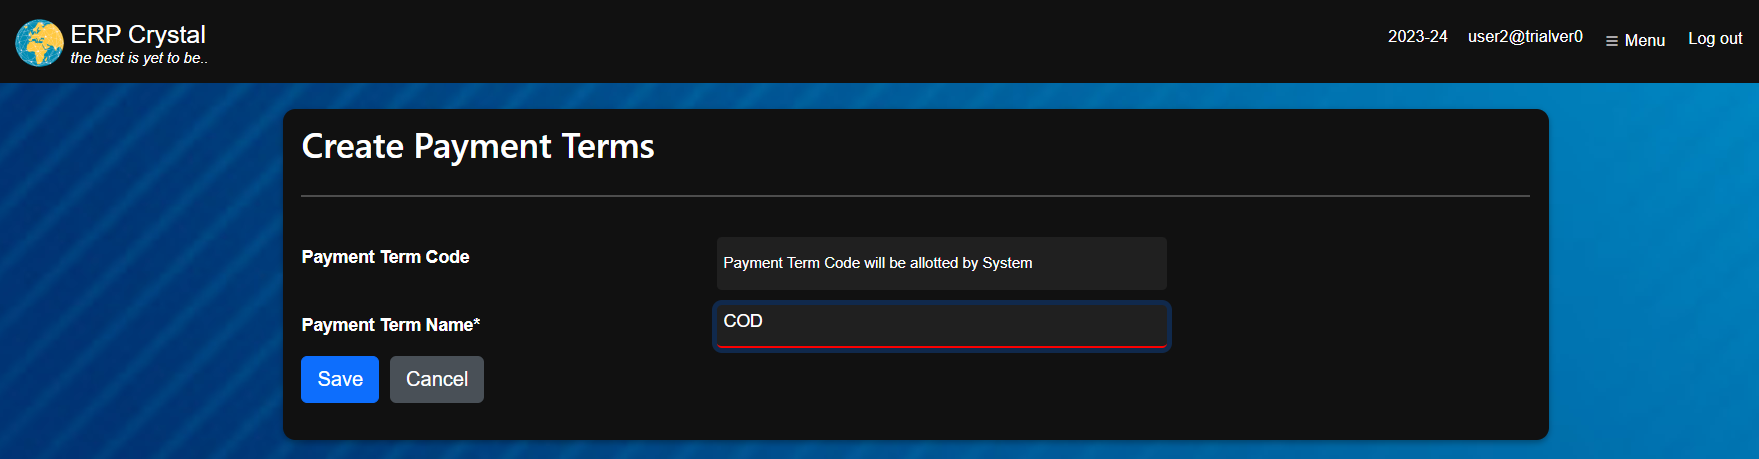 ERP Crystal
the best is yet to be..
2023-24 user2@trialver0 Menu Log out
Create Payment Terms
Payment Term Code
Payment Term Code will be allotted by System
Payment Term Name*
COD
Save Cancel